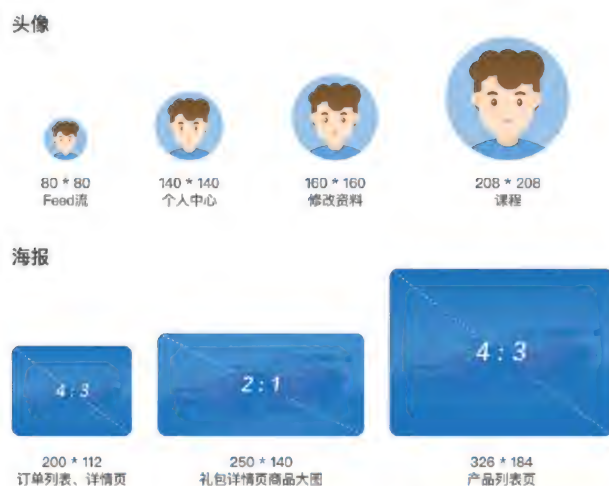 头像
80 * 80
Feed流
140 * 140
个人中心
160 * 160
修改资料
208 * 208
课程
海报
4 : 3
2 : 1
4 : 3
200 * 112
订单列表、详情页
250 * 140
礼包详情页商品大图
326 * 184
产品列表页